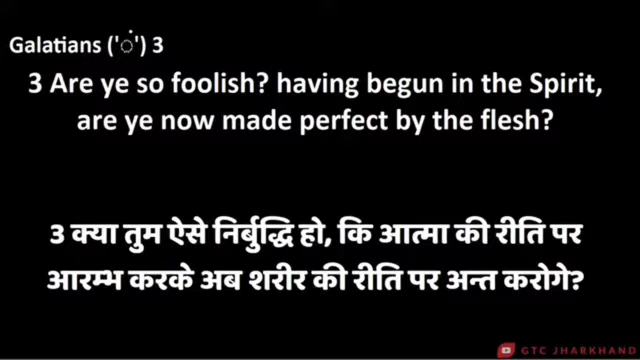 Galatians ('ं') 3
3 Are ye so foolish? having begun in the Spirit,
are ye now made perfect by the flesh?
3 क्या तुम ऐसे निर्बुद्धि हो, कि आत्मा की रीति पर
आरम्भ करके अब शरीर की रीति पर अन्त करोगे?
GTC JHARKHAND